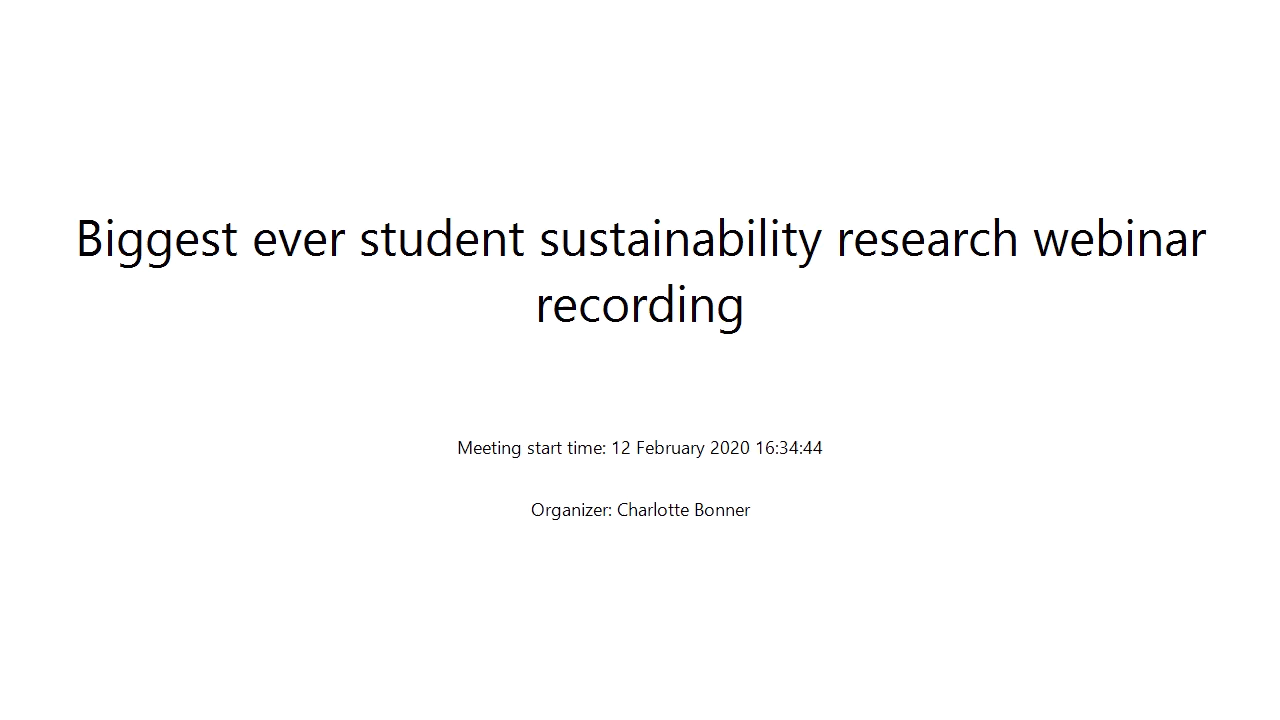 Biggest ever student sustainability research webinar
recording
Meeting start time: 12 February 2020 16:34:44
Organizer: Charlotte Bonner